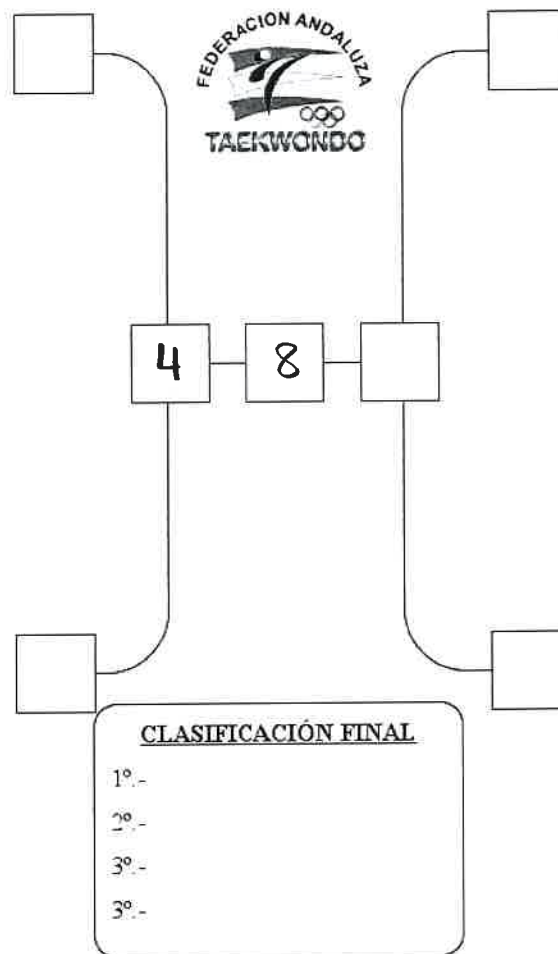 FEDERACION ANDALUZA
TAEKWONDO
4 8
CLASIFICACIÓN FINAL
1º.-
2º.-
3º.-
3º.-